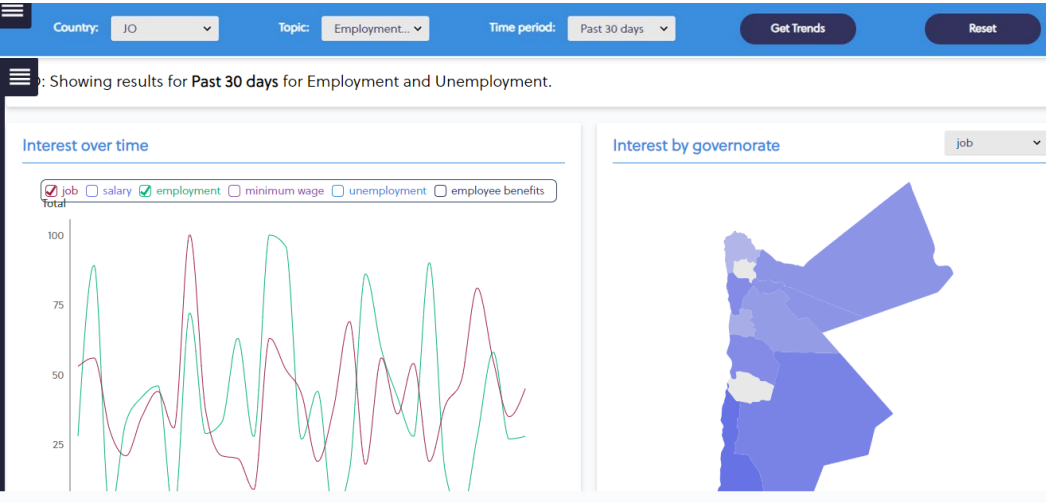 Country: JO Topic: Employment... Time period: Past 30 days Get Trends Reset
: Showing results for Past 30 days for Employment and Unemployment.
Interest over time
job salary employment minimum wage unemployment employee benefits
Total
100
75
50
25
Interest by governorate
job